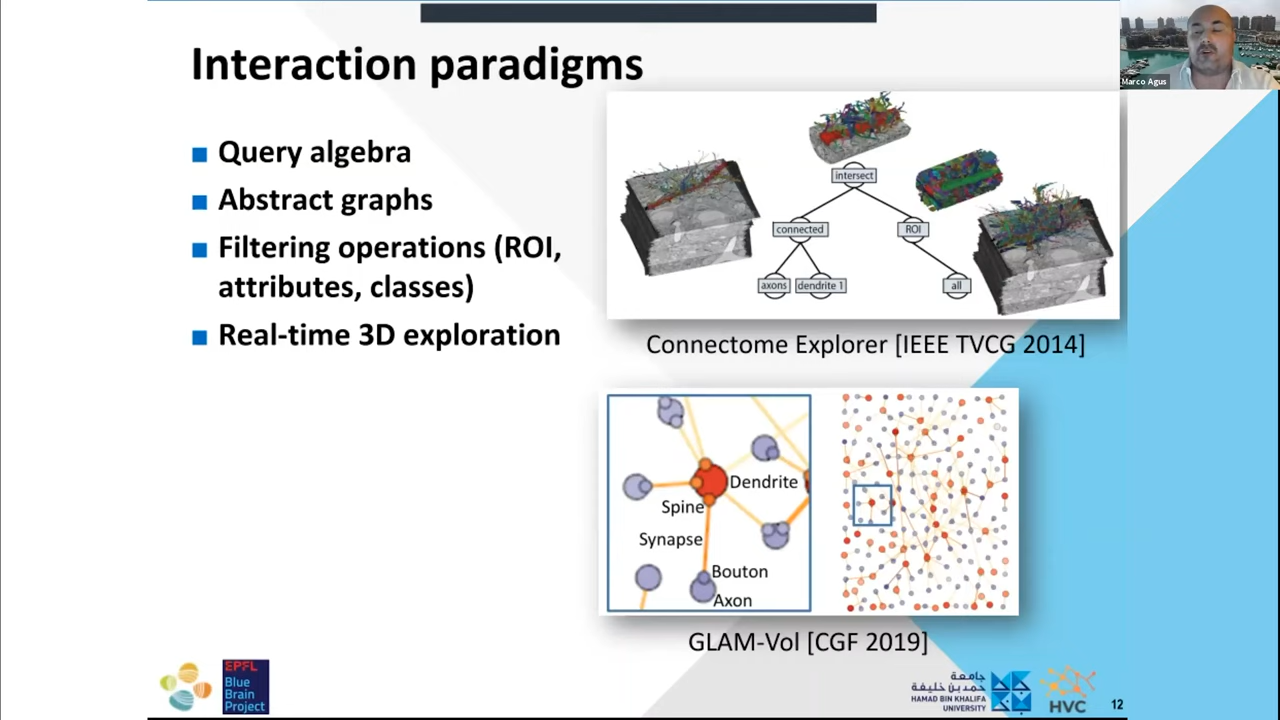 Interaction paradigms
Marco Agus
Query algebra
Abstract graphs
Filtering operations (ROI,
attributes, classes)
Real-time 3D exploration
intersect
connected
ROI
axons
dendrite 1
all
Connectome Explorer [IEEE TVCG 2014]
Dendrite
Spine
Synapse
Bouton
Axon
GLAM-Vol [CGF 2019]
EPFL
Blue
Brain
Project
جامعة
حمد بن خليفة
HAMAD BIN KHALIFA
UNIVERSITY
HVC
12